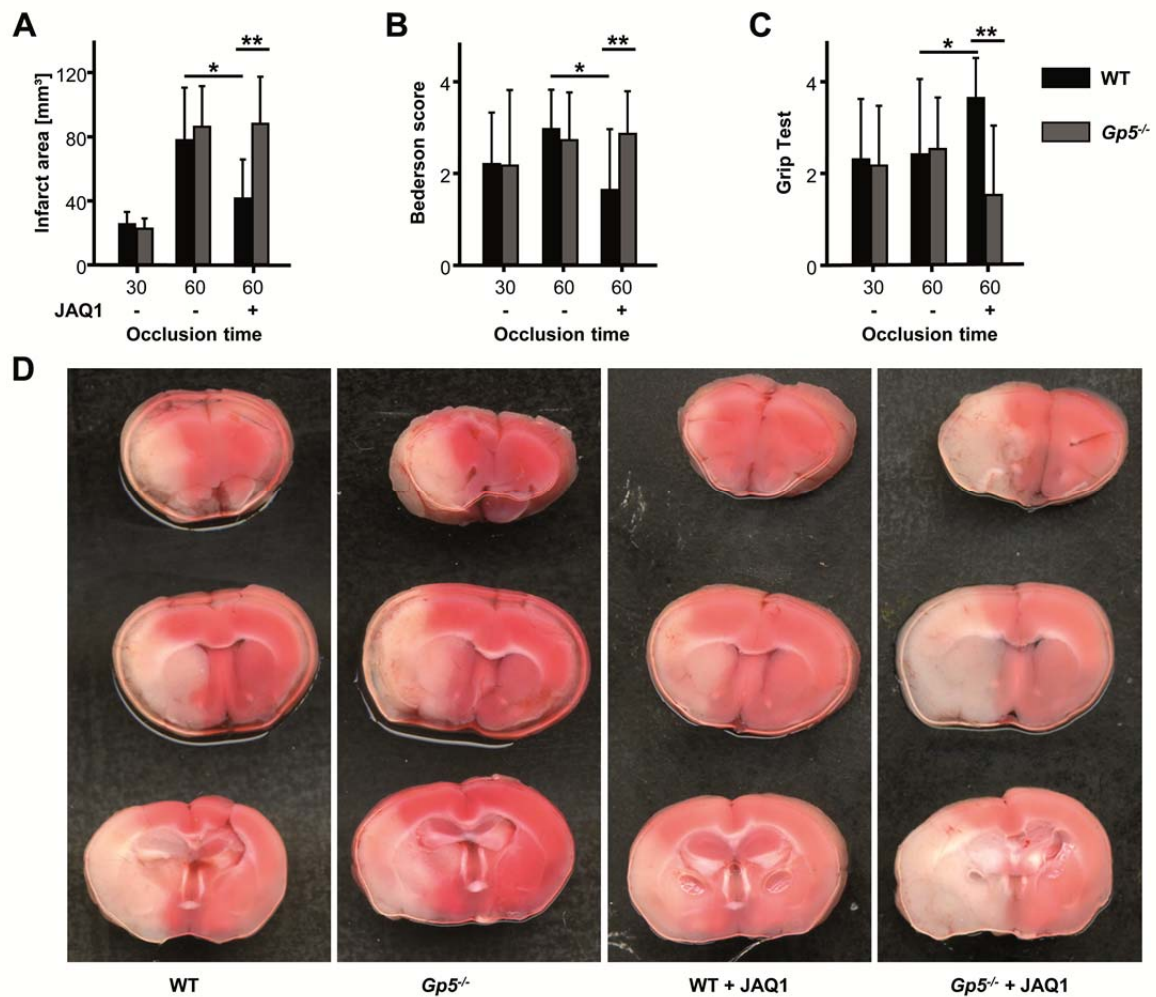 A
Infarct area [mm³]
120
80
40
0
*
**
30 60 60
JAQ1 - - +
Occlusion time
B
Bederson score
4
2
0
*
**
30 60 60
- - +
Occlusion time
C
Grip Test
4
2
0
*
**
30 60 60
- - +
Occlusion time
WT
Gp5-/-
D
WT
Gp5-/-
WT + JAQ1
Gp5-/- + JAQ1